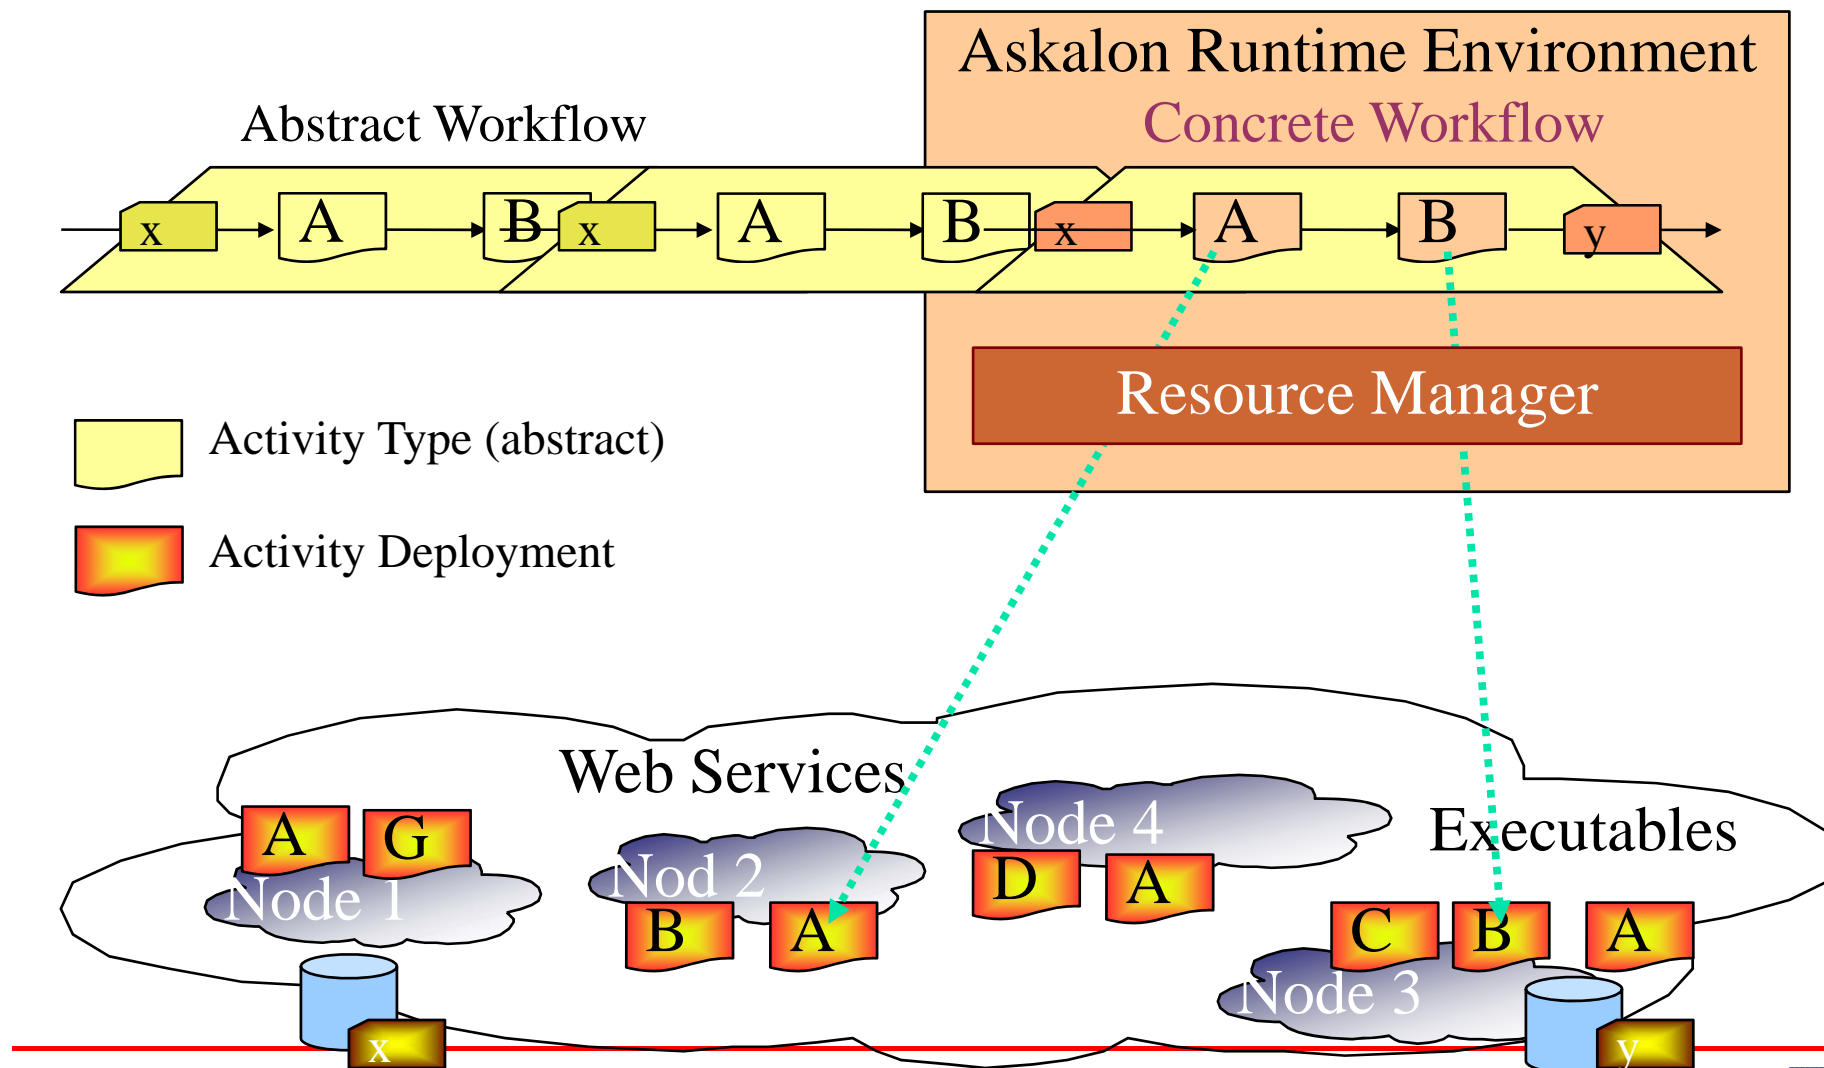 Askalon Runtime Environment
Abstract Workflow
Concrete Workflow
x A B x A B x A B y
Resource Manager
Activity Type (abstract)
Activity Deployment
Web Services
Executables
A G
Node 1
Nod 2
B A
Node 4
D A
C B A
Node 3
x
y